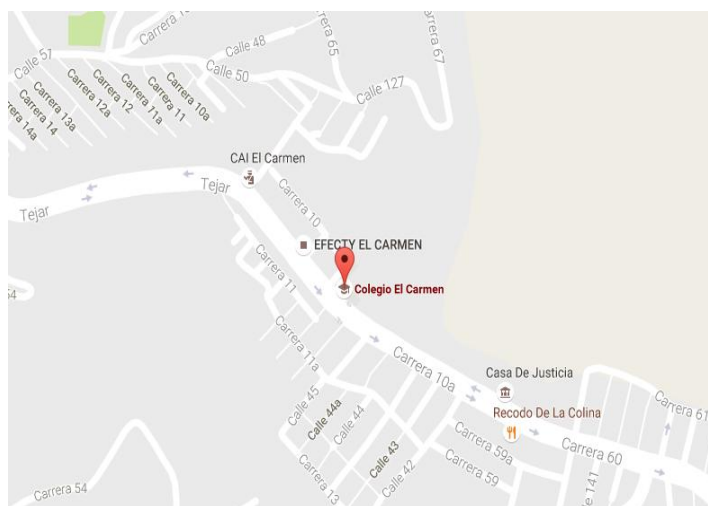 Carrera 1
Calle 48
Carrera 65
Carrera 67
Calle 51
Calle 50
Calle 127
Carrera 10a
Carrera 11
Carrera 11a
Carrera 12
Carrera 12a
Carrera 13a
Carrera 14
rrera 14a
CAI El Carmen
Tejar
Tejar
Carrera 10
EFECTY EL CARMEN
Carrera 11
Colegio El Carmen
54
Carrera 11a
Carrera 10a
Casa De Justicia
Calle 45
Calle 44a
Calle 44
Recodo De La Colina
Carrera 61
Calle 43
Carrera 59a
Carrera 60
Calle 42
Carrera 59
Carrera 13
Calle 141
Carrera 54